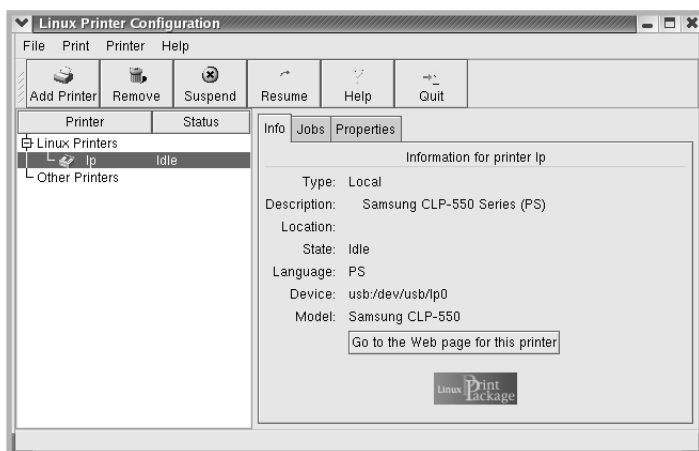 Linux Printer Configuration
File Print Printer Help
Add Printer Remove Suspend Resume Help Quit
Printer Status
Linux Printers
lp Idle
Other Printers
Info Jobs Properties
Information for printer lp
Type: Local
Description: Samsung CLP-550 Series (PS)
Location:
State: Idle
Language: PS
Device: usb:/dev/usb/lp0
Model: Samsung CLP-550
Go to the Web page for this printer
Linux Print
Package